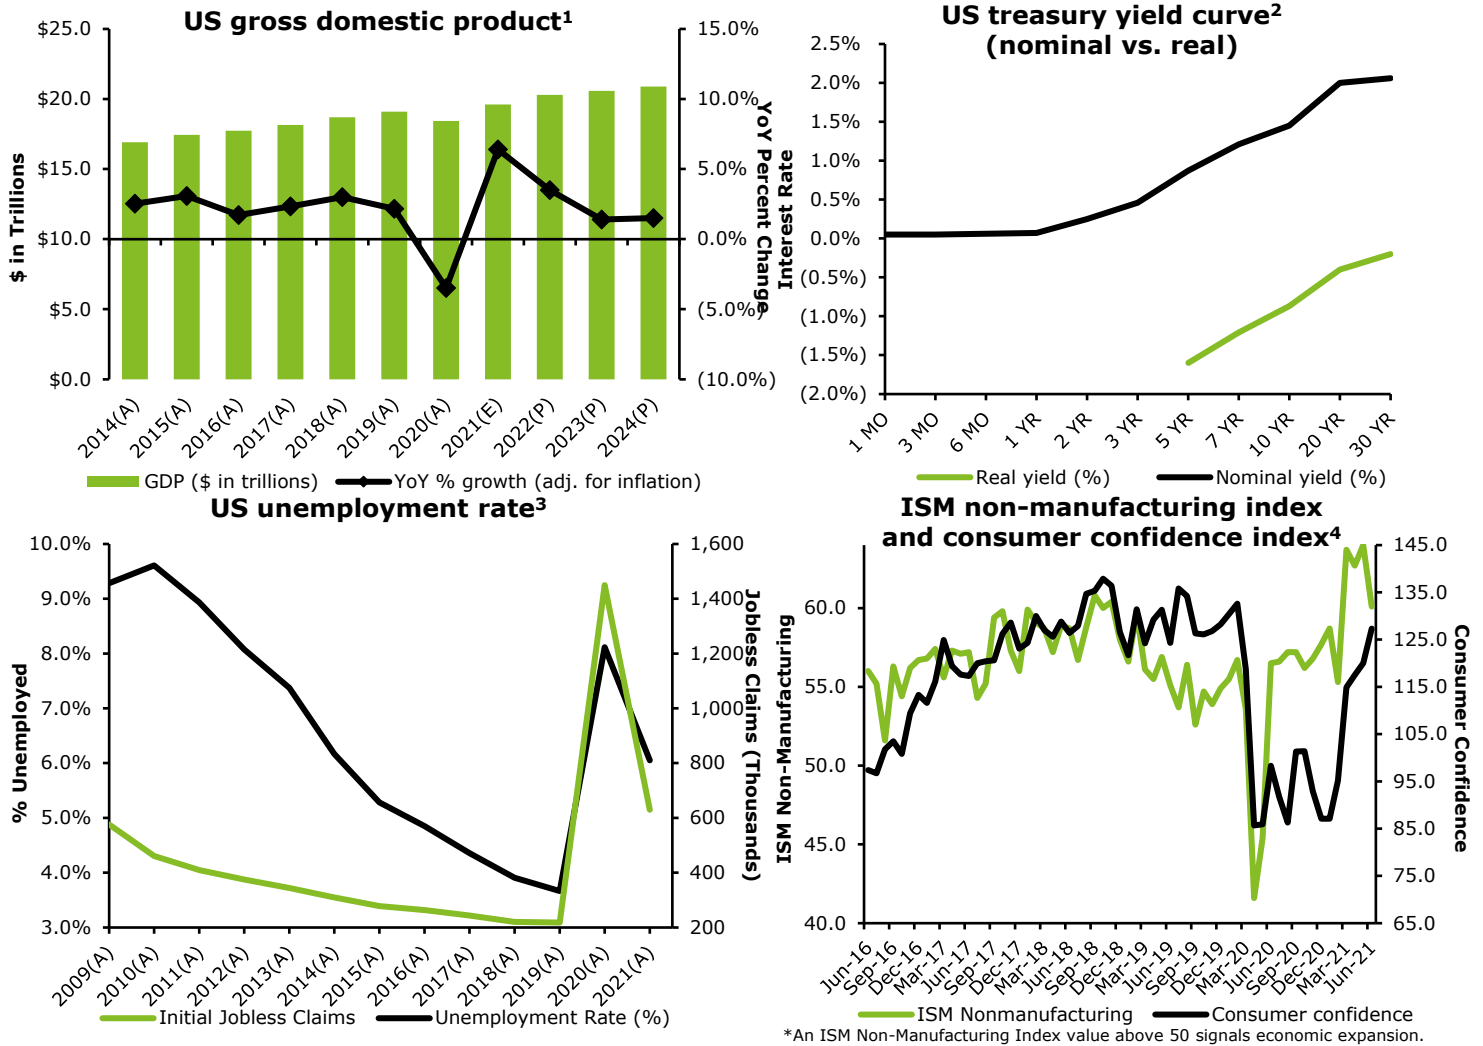 US gross domestic product¹
$25.0
$20.0
$15.0
$10.0
$5.0
$0.0
$ in Trillions
15.0%
10.0%
5.0%
0.0%
(5.0%)
(10.0%)
YoY Percent Change
2014(A)
2015(A)
2016(A)
2017(A)
2018(A)
2019(A)
2020(A)
2021(E)
2022(P)
2023(P)
2024(P)
GDP ($ in trillions)
YoY % growth (adj. for inflation)
US treasury yield curve²
(nominal vs. real)
2.5%
2.0%
1.5%
1.0%
0.5%
0.0%
(0.5%)
(1.0%)
(1.5%)
(2.0%)
Interest Rate
1 MO
3 MO
6 MO
1 YR
2 YR
3 YR
5 YR
7 YR
10 YR
20 YR
30 YR
Real yield (%)
Nominal yield (%)
US unemployment rate³
10.0%
9.0%
8.0%
7.0%
6.0%
5.0%
4.0%
3.0%
% Unemployed
1,600
1,400
1,200
1,000
800
600
400
200
Jobless Claims (Thousands)
2009(A)
2010(A)
2011(A)
2012(A)
2013(A)
2014(A)
2015(A)
2016(A)
2017(A)
2018(A)
2019(A)
2020(A)
2021(A)
Initial Jobless Claims
Unemployment Rate (%)
ISM non-manufacturing index
and consumer confidence index⁴
60.0
55.0
50.0
45.0
40.0
ISM Non-Manufacturing
145.0
135.0
125.0
115.0
105.0
95.0
85.0
75.0
65.0
Consumer Confidence
Jun-16
Sep-16
Dec-16
Mar-17
Jun-17
Sep-17
Dec-17
Mar-18
Jun-18
Sep-18
Dec-18
Mar-19
Jun-19
Sep-19
Dec-19
Mar-20
Jun-20
Sep-20
Dec-20
Mar-21
Jun-21
ISM Nonmanufacturing
Consumer confidence
*An ISM Non-Manufacturing Index value above 50 signals economic expansion.